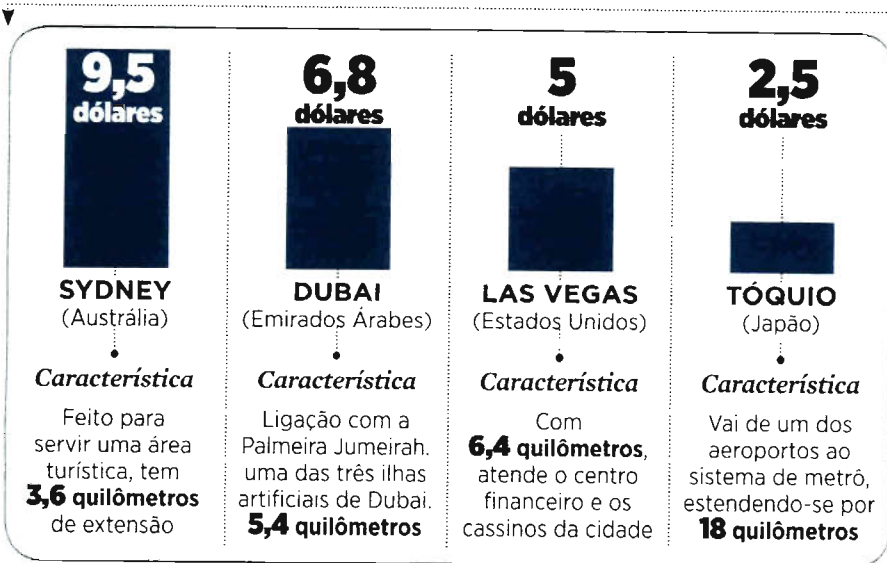 9,5
dólares
SYDNEY
(Austrália)
Característica
Feito para
servir uma área
turística, tem
3,6 quilômetros
de extensão
6,8
dólares
DUBAI
(Emirados Árabes)
Característica
Ligação com a
Palmeira Jumeirah.
uma das três ilhas
artificiais de Dubai.
5,4 quilômetros
5
dólares
LAS VEGAS
(Estados Unidos)
Característica
Com
6,4 quilômetros,
atende o centro
financeiro e os
cassinos da cidade
2,5
dólares
TÓQUIO
(Japão)
Característica
Vai de um dos
aeroportos ao
sistema de metrô,
estendendo-se por
18 quilômetros